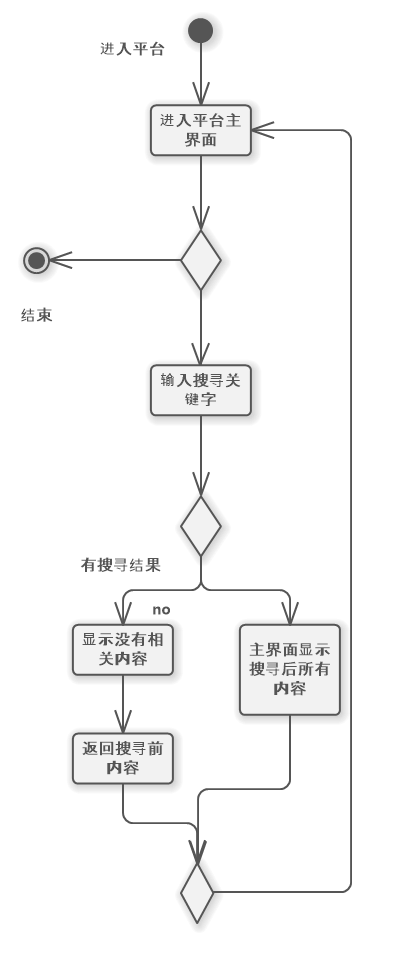 进入平台
进入平台主
界面
结束
输入搜寻关
键字
有搜寻结果
no
显示没有相
关内容
主界面显示
搜寻后所有
内容
返回搜寻前
内容